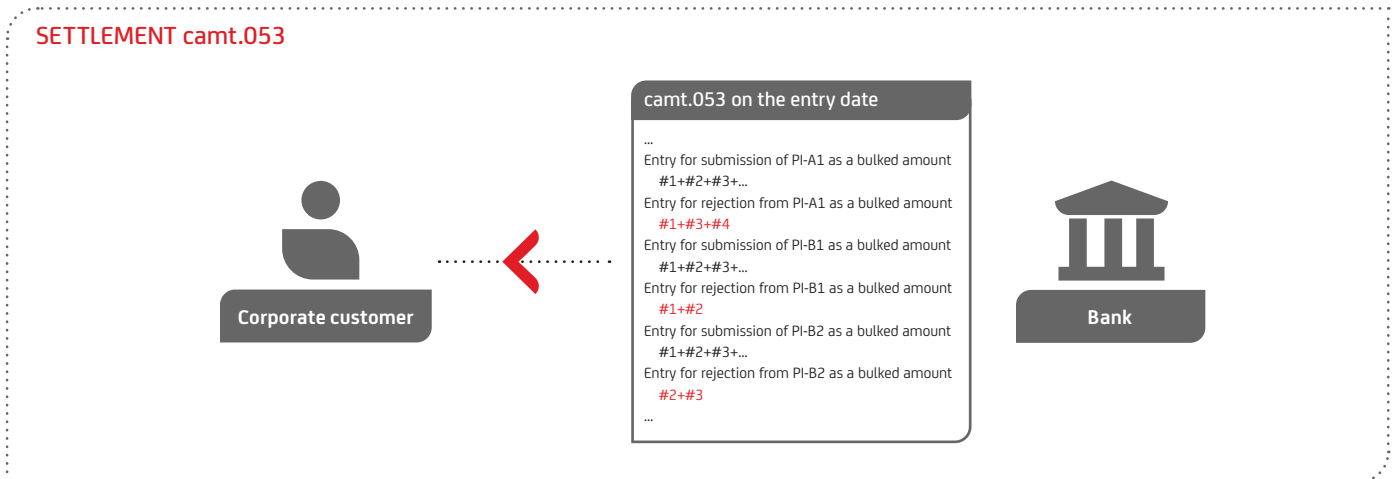 SETTLEMENT camt.053
camt.053 on the entry date
...
Entry for submission of PI-A1 as a bulked amount
#1+#2+#3+...
Entry for rejection from PI-A1 as a bulked amount
#1+#3+#4
Entry for submission of PI-B1 as a bulked amount
#1+#2+#3+...
Entry for rejection from PI-B1 as a bulked amount
#1+#2
Entry for submission of PI-B2 as a bulked amount
#1+#2+#3+...
Entry for rejection from PI-B2 as a bulked amount
#2+#3
...
Corporate customer
Bank